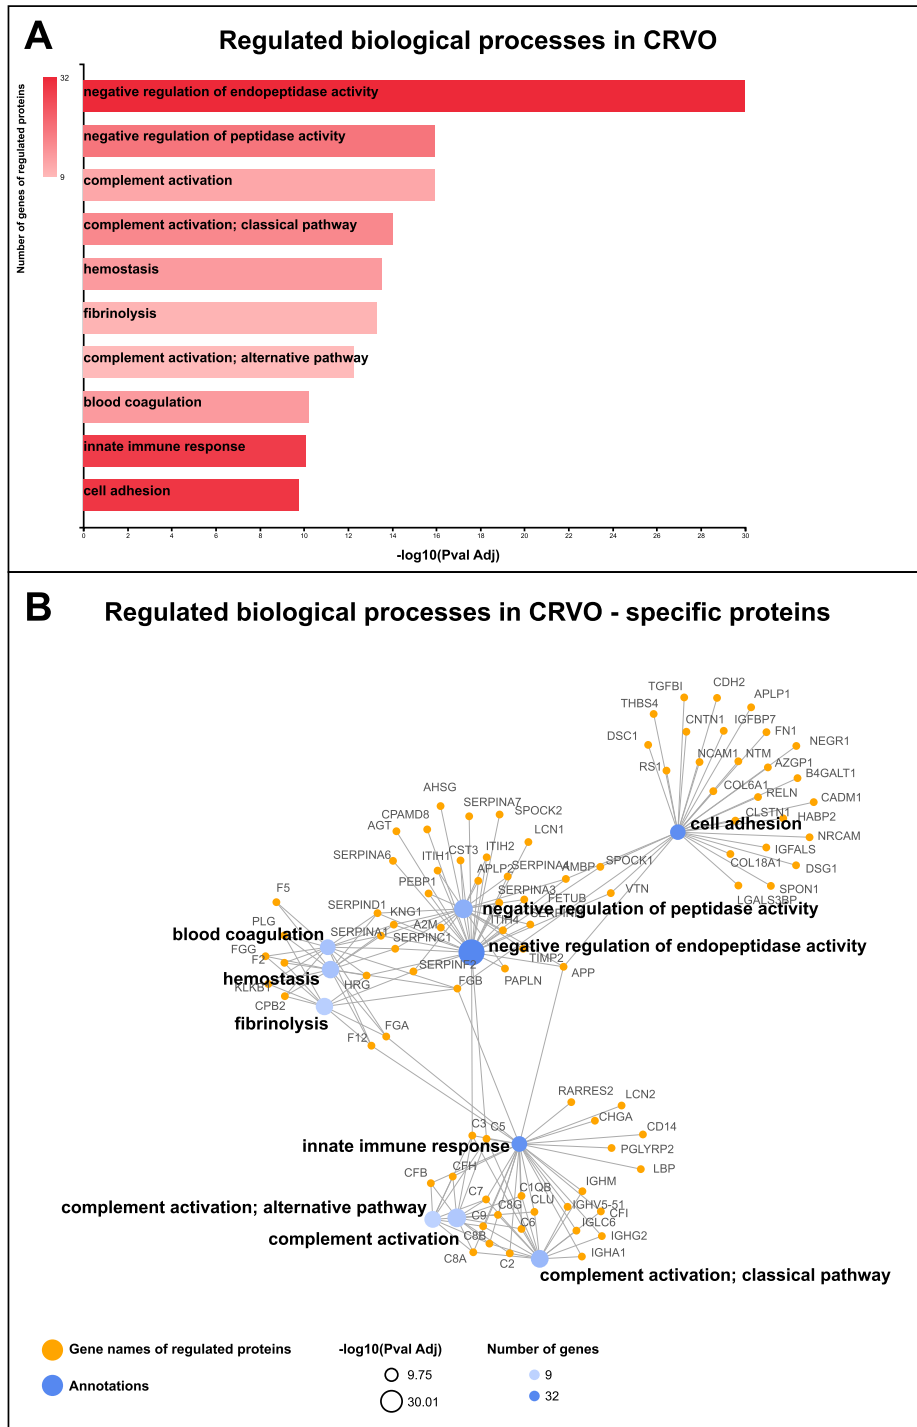 A
Regulated biological processes in CRVO
Number of genes of regulated proteins
32
9
negative regulation of endopeptidase activity
negative regulation of peptidase activity
complement activation
complement activation; classical pathway
hemostasis
fibrinolysis
complement activation; alternative pathway
blood coagulation
innate immune response
cell adhesion
0 2 4 6 8 10 12 14 16 18 20 22 24 26 28 30
-log10(Pval Adj)
B
Regulated biological processes in CRVO - specific proteins
TGFBI
CDH2
APLP1
THBS4
CNTN1
IGFBP7
FN1
DSC1
NEGR1
NCAM1
NTM
AZGP1
RS1
B4GALT1
COL6A1
RELN
CADM1
CLSTN1
HABP2
cell adhesion
NRCAM
IGFALS
COL18A1
DSG1
SPON1
LGALS3BP
AHSG
SERPINA7
SPOCK2
CPAMD8
AGT
LCN1
SERPINA6
ITIH1
CST3
ITIH2
APLP2
SERPINA4
AMBP
SPOCK1
PEBP1
SERPINA3
FETUB
VTN
F5
SERPIND1
KNG1
negative regulation of peptidase activity
PLG
A2M
ITIH4
blood coagulation
SERPINA1
SERPINC1
negative regulation of endopeptidase activity
FGG
F2
TIMP2
SERPINF2
APP
hemostasis
HRG
FGB
PAPLN
KLKB1
CPB2
fibrinolysis
FGA
F12
RARRES2
LCN2
CHGA
C3
C5
CD14
innate immune response
PGLYRP2
LBP
CFB
CFH
IGHM
C7
C1QB
CLU
complement activation; alternative pathway
C8G
IGHV5-51
CFI
C9
C6
IGLC6
complement activation
C8B
IGHG2
C8A
C2
IGHA1
complement activation; classical pathway
Gene names of regulated proteins
Annotations
-log10(Pval Adj)
9.75
30.01
Number of genes
9
32